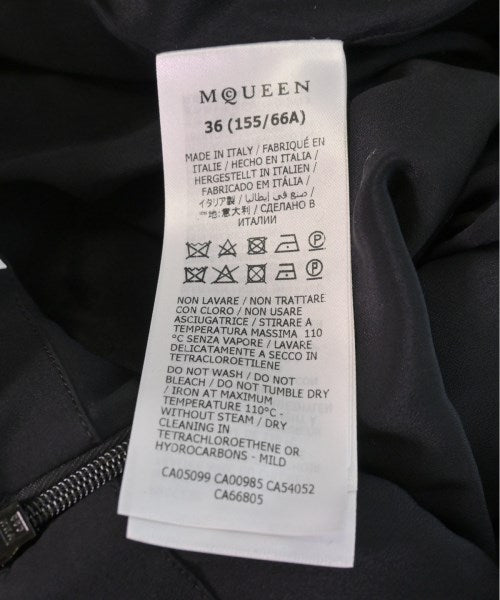 MCQUEEN
36 (155/66A)
MADE IN ITALY / FABRIQUÉ EN
ITALIE / HECHO EN ITALIA /
HERGESTELLT IN ITALIEN /
FABRICADO EM ITÁLIA /
イタリア製 / صنع في إيطاليا /
地:意大利 / СДЕЛАНО В
ИТАЛИИ
P
P
NON LAVARE / NON TRATTARE
CON CLORO / NON USARE
ASCIUGATRICE / STIRARE A
TEMPERATURA MASSIMA 110
°C SENZA VAPORE / LAVARE
DELICATAMENTE A SECCO IN
TETRACLOROETILENE
DO NOT WASH / DO NOT
BLEACH / DO NOT TUMBLE DRY
/ IRON AT MAXIMUM
TEMPERATURE 110°C -
WITHOUT STEAM / DRY
CLEANING IN
TETRACHLOROETHENE OR
HYDROCARBONS - MILD
CA05099 CA00985 CA54052
CA66805